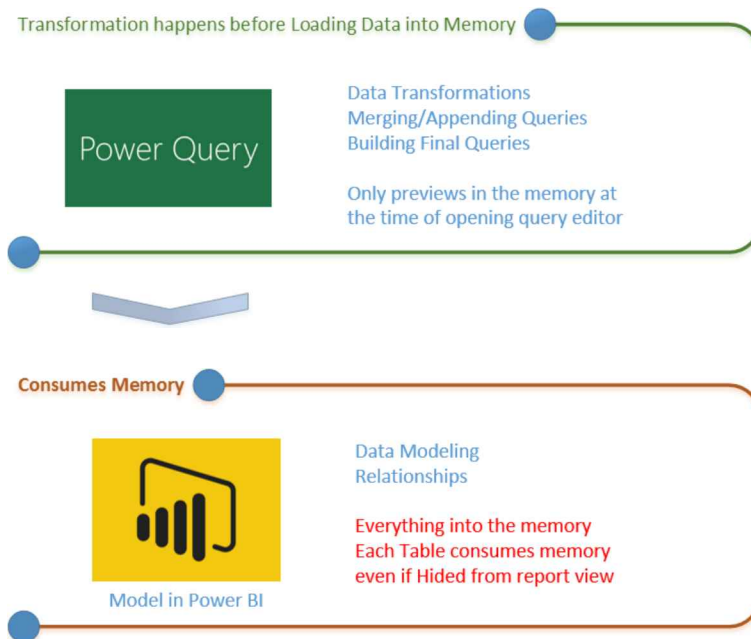 Transformation happens before Loading Data into Memory
Power Query
Data Transformations
Merging/Appending Queries
Building Final Queries
Only previews in the memory at
the time of opening query editor
Consumes Memory
Data Modeling
Relationships
Everything into the memory
Each Table consumes memory
even if Hided from report view
Model in Power BI